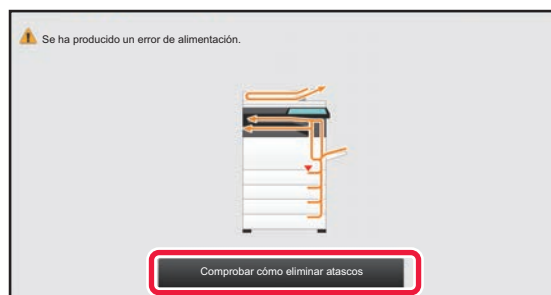 Se ha producido un error de alimentación.
Comprobar cómo eliminar atascos